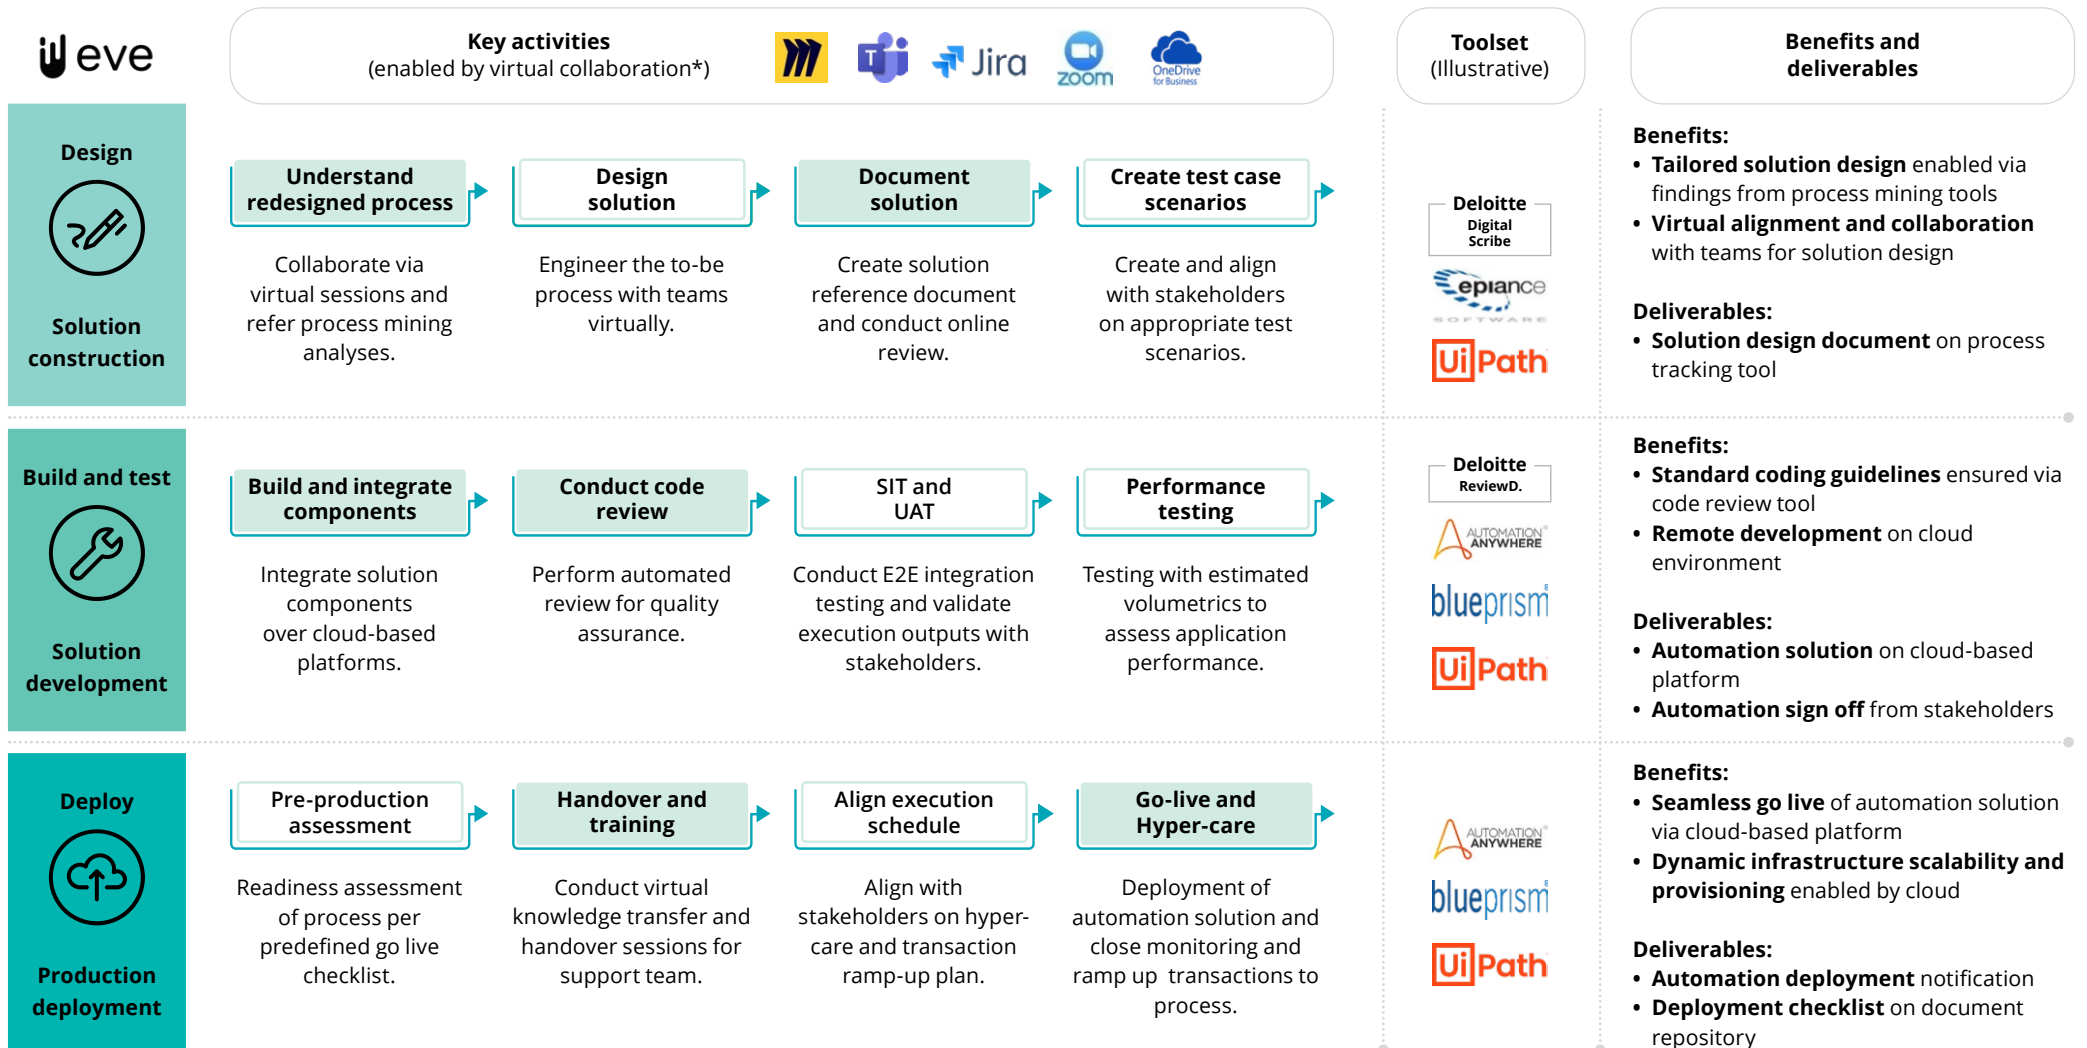 eve
Key activities
(enabled by virtual collaboration*)
Jira
zoom
OneDrive
for Business
Toolset
(Illustrative)
Benefits and
deliverables
Design
Solution
construction
Understand
redesigned process
Collaborate via
virtual sessions and
refer process mining
analyses.
Design
solution
Engineer the to-be
process with teams
virtually.
Document
solution
Create solution
reference document
and conduct online
review.
Create test case
scenarios
Create and align
with stakeholders
on appropriate test
scenarios.
Deloitte
Digital
Scribe
epiance
SOFTWARE
UiPath
Benefits:
• Tailored solution design enabled via
findings from process mining tools
• Virtual alignment and collaboration
with teams for solution design
Deliverables:
• Solution design document on process
tracking tool
Build and test
Solution
development
Build and integrate
components
Integrate solution
components
over cloud-based
platforms.
Conduct code
review
Perform automated
review for quality
assurance.
SIT and
UAT
Conduct E2E integration
testing and validate
execution outputs with
stakeholders.
Performance
testing
Testing with estimated
volumetrics to
assess application
performance.
Deloitte
ReviewD.
AUTOMATION
ANYWHERE
blueprism
UiPath
Benefits:
• Standard coding guidelines ensured via
code review tool
• Remote development on cloud
environment
Deliverables:
• Automation solution on cloud-based
platform
• Automation sign off from stakeholders
Deploy
Production
deployment
Pre-production
assessment
Readiness assessment
of process per
predefined go live
checklist.
Handover and
training
Conduct virtual
knowledge transfer and
handover sessions for
support team.
Align execution
schedule
Align with
stakeholders on hyper-
care and transaction
ramp-up plan.
Go-live and
Hyper-care
Deployment of
automation solution and
close monitoring and
ramp up transactions to
process.
AUTOMATION
ANYWHERE
blueprism
UiPath
Benefits:
• Seamless go live of automation solution
via cloud-based platform
• Dynamic infrastructure scalability and
provisioning enabled by cloud
Deliverables:
• Automation deployment notification
• Deployment checklist on document
repository